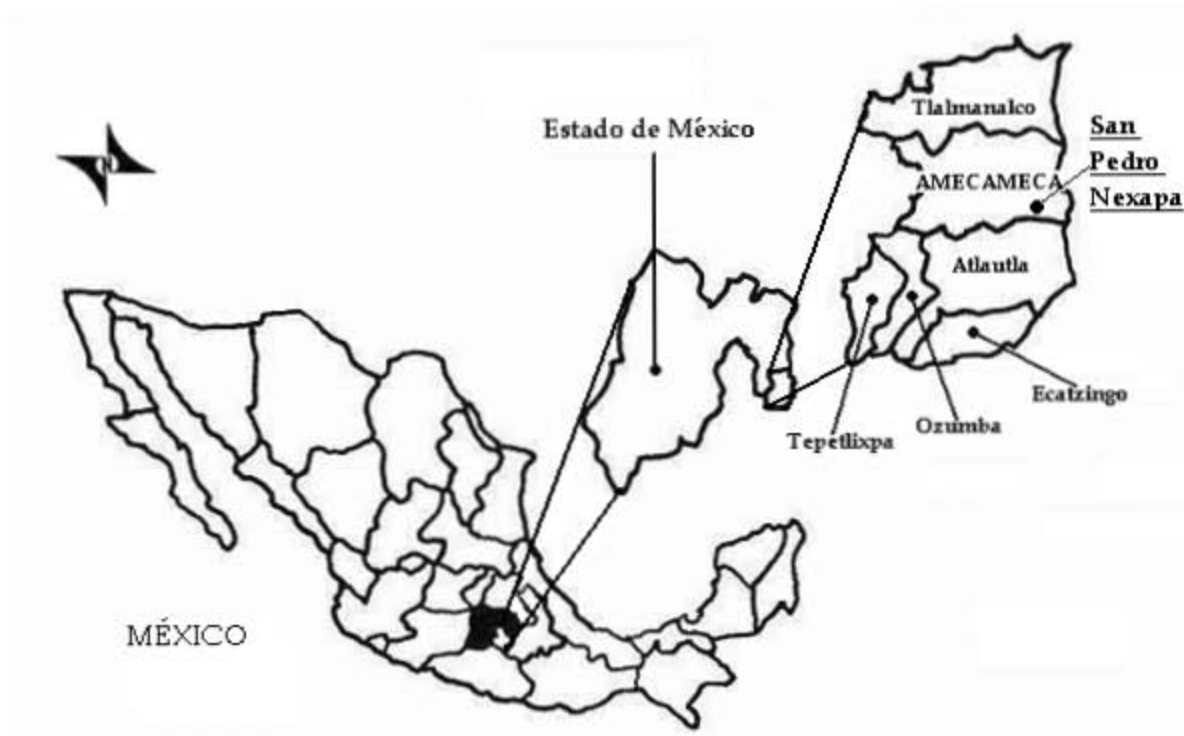 Estado de México
Tlalmanalco
San
Pedro
Nexapa
AMECAMECA
Atlautla
Ecatzingo
Ozumba
Tepetlixpa
MÉXICO